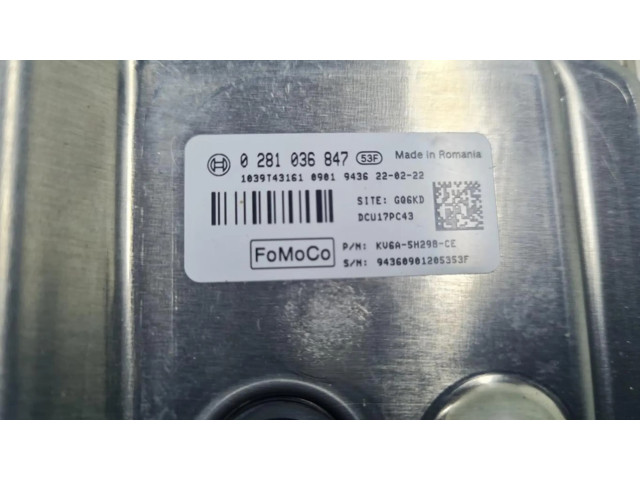 0 281 036 847 53F Made in Romania
1039T43161 0901 9436 22-02-22
SITE: GQ6KD
DCU17PC43
FoMoCo
P/N: KV6A-5H298-CE
S/N: 94360901205353F